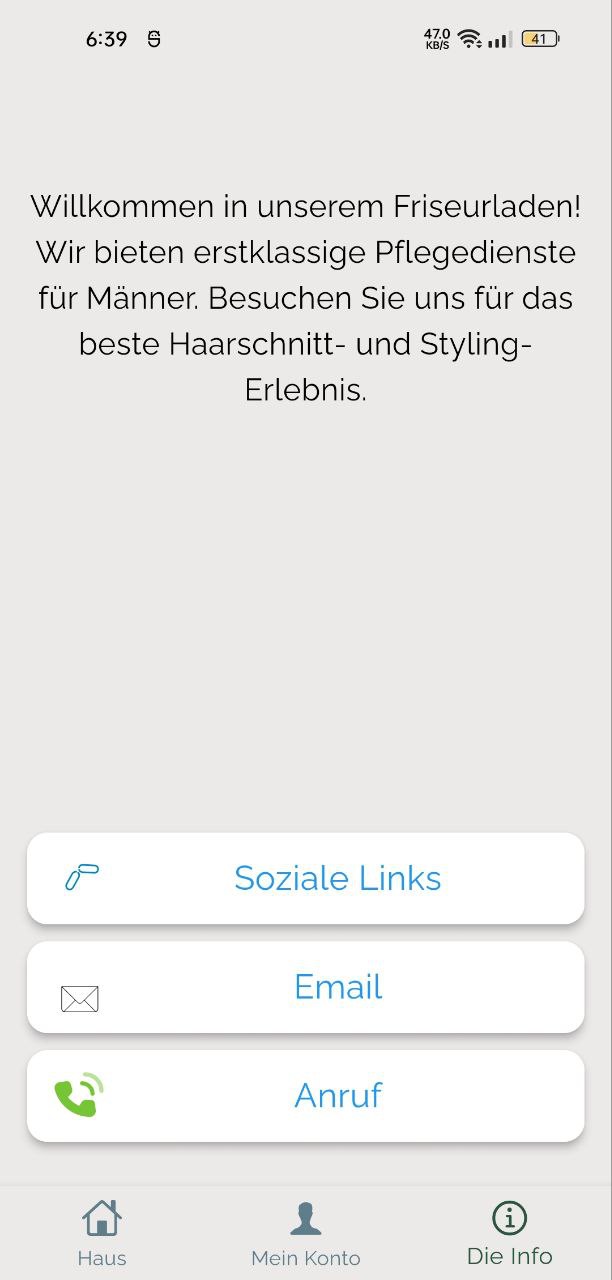 6:39
47.0
KB/S
41
Willkommen in unserem Friseurladen!
Wir bieten erstklassige Pflegedienste
für Männer. Besuchen Sie uns für das
beste Haarschnitt- und Styling-
Erlebnis.
Soziale Links
Email
Anruf
Haus
Mein Konto
Die Info